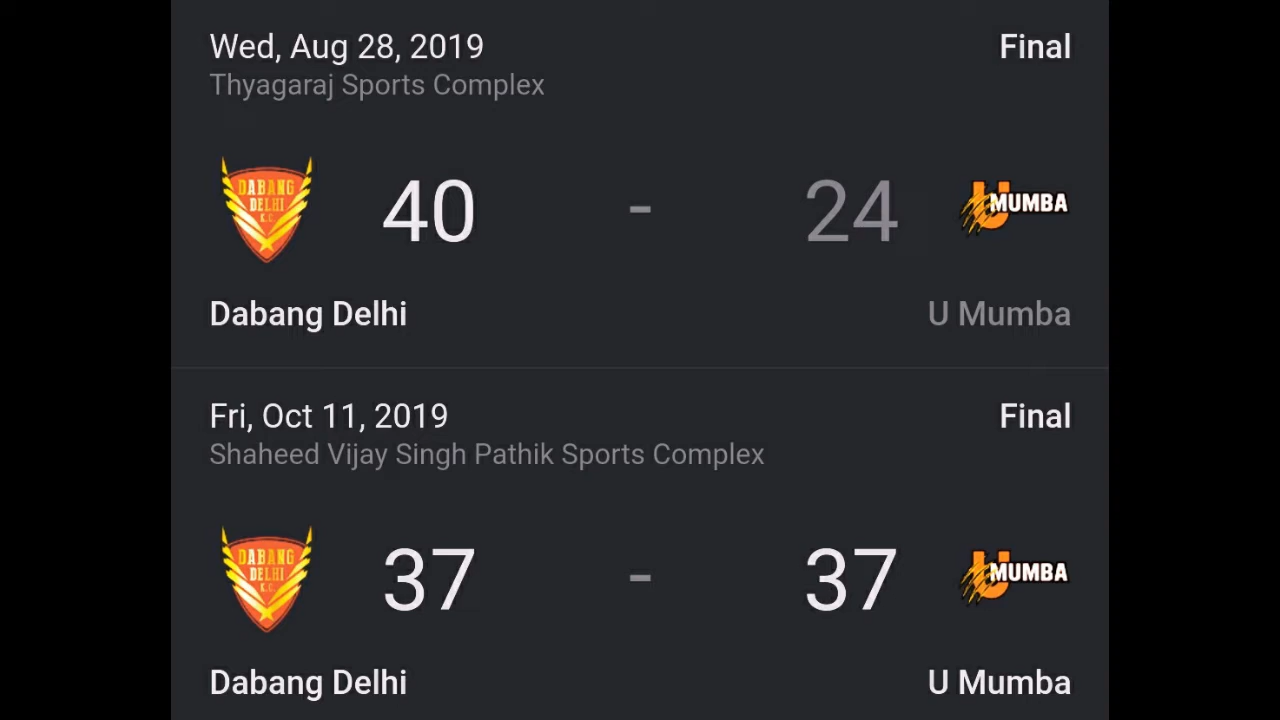 Wed, Aug 28, 2019
Final
Thyagaraj Sports Complex
DABANG
DELHI
K.C.
40 - 24
U MUMBA
Dabang Delhi
U Mumba
Fri, Oct 11, 2019
Final
Shaheed Vijay Singh Pathik Sports Complex
DABANG
DELHI
K.C.
37 - 37
U MUMBA
Dabang Delhi
U Mumba